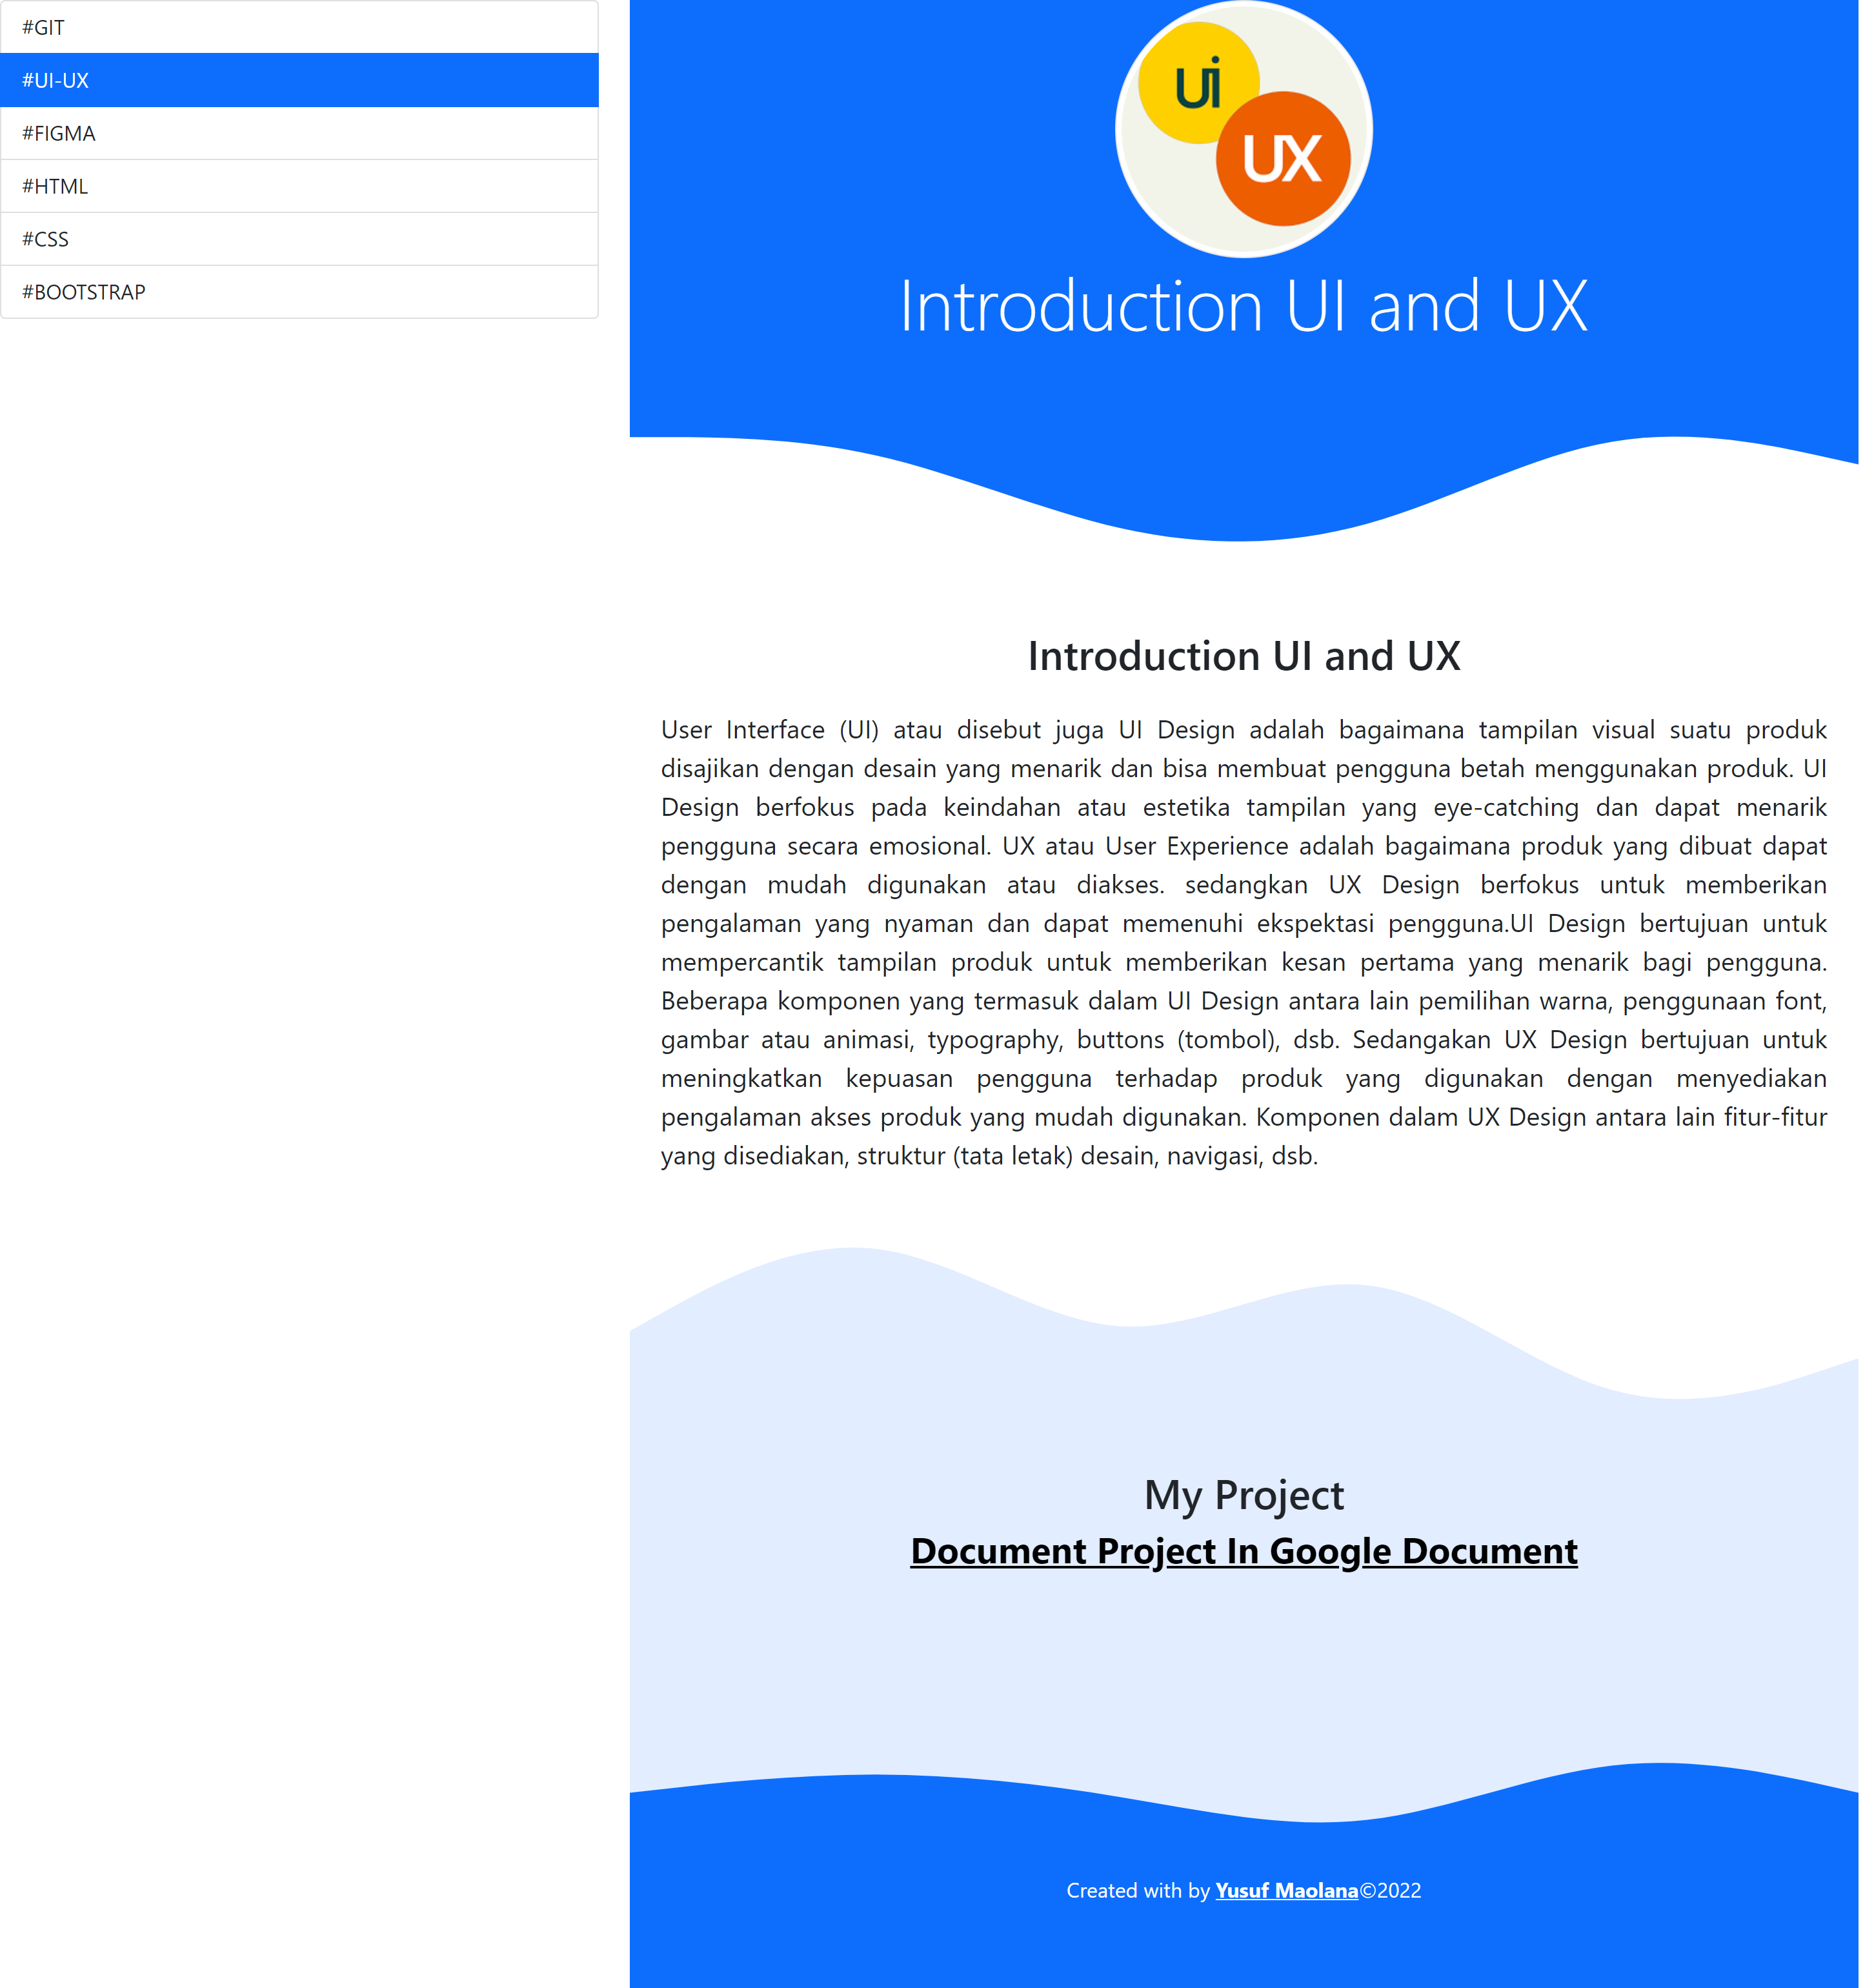 #GIT
#UI-UX
#FIGMA
#HTML
#CSS
#BOOTSTRAP
Ui
UX
Introduction UI and UX
Introduction UI and UX
User Interface (UI) atau disebut juga UI Design adalah bagaimana tampilan visual suatu produk
disajikan dengan desain yang menarik dan bisa membuat pengguna betah menggunakan produk. UI
Design berfokus pada keindahan atau estetika tampilan yang eye-catching dan dapat menarik
pengguna secara emosional. UX atau User Experience adalah bagaimana produk yang dibuat dapat
dengan mudah digunakan atau diakses. sedangkan UX Design berfokus untuk memberikan
pengalaman yang nyaman dan dapat memenuhi ekspektasi pengguna.UI Design bertujuan untuk
mempercantik tampilan produk untuk memberikan kesan pertama yang menarik bagi pengguna.
Beberapa komponen yang termasuk dalam UI Design antara lain pemilihan warna, penggunaan font,
gambar atau animasi, typography, buttons (tombol), dsb. Sedangakan UX Design bertujuan untuk
meningkatkan kepuasan pengguna terhadap produk yang digunakan dengan menyediakan
pengalaman akses produk yang mudah digunakan. Komponen dalam UX Design antara lain fitur-fitur
yang disediakan, struktur (tata letak) desain, navigasi, dsb.
My Project
Document Project In Google Document
Created with by Yusuf Maolana©2022